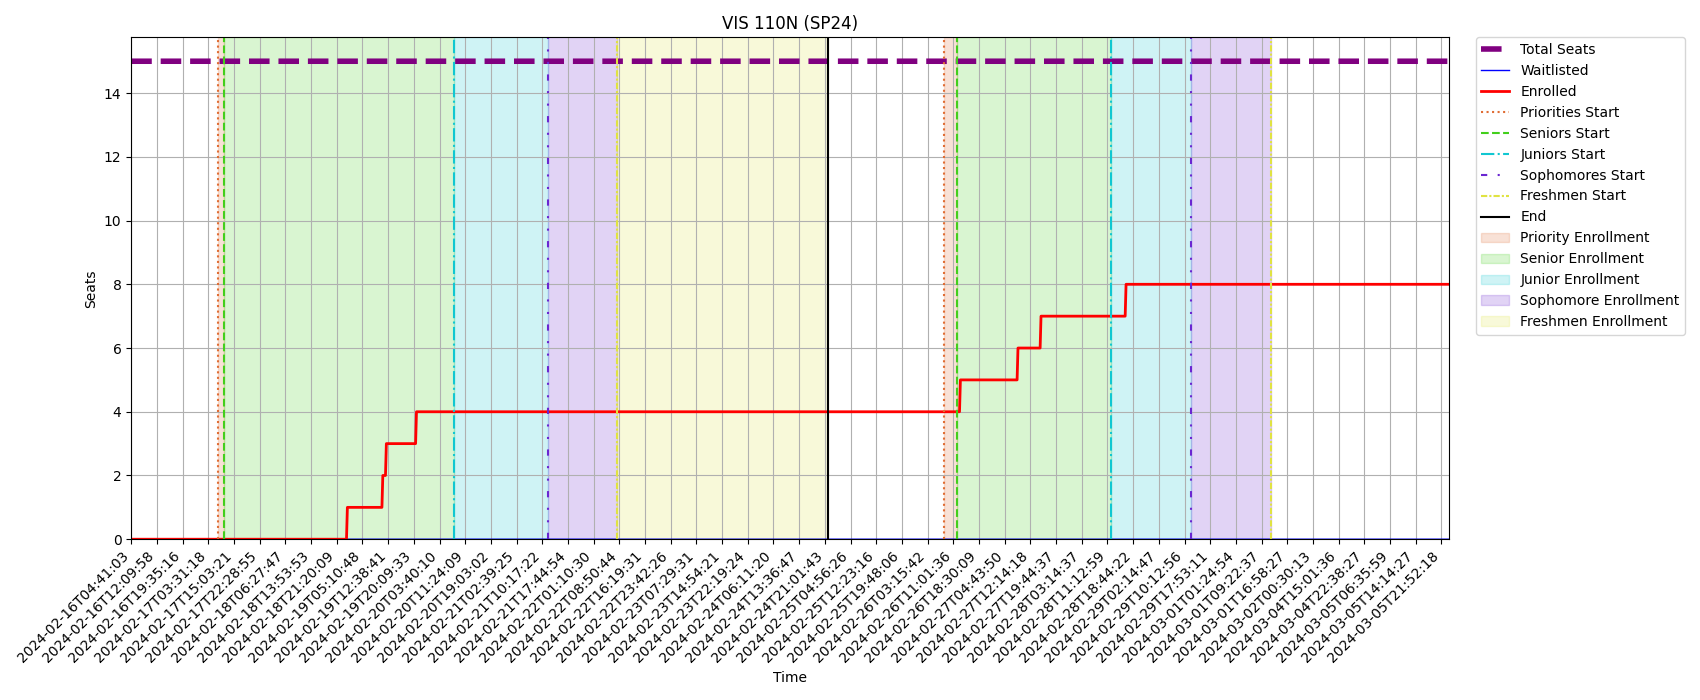 VIS 110N (SP24)
Seats
14
12
10
8
6
4
2
0
2024-02-16T04:41:03
2024-02-16T12:09:58
2024-02-16T19:35:16
2024-02-17T03:31:18
2024-02-17T15:03:21
2024-02-17T22:28:55
2024-02-18T06:27:47
2024-02-18T13:53:53
2024-02-18T21:20:09
2024-02-19T05:10:48
2024-02-19T12:38:41
2024-02-19T20:09:33
2024-02-20T03:40:10
2024-02-20T11:24:09
2024-02-20T19:03:02
2024-02-21T02:39:25
2024-02-21T10:17:22
2024-02-21T17:44:54
2024-02-22T01:10:30
2024-02-22T08:50:44
2024-02-22T16:19:31
2024-02-22T23:42:26
2024-02-23T07:29:31
2024-02-23T14:54:21
2024-02-23T22:19:24
2024-02-24T06:11:20
2024-02-24T13:36:47
2024-02-24T21:01:43
2024-02-25T04:56:26
2024-02-25T12:23:16
2024-02-25T19:48:06
2024-02-26T03:15:42
2024-02-26T11:01:36
2024-02-26T18:30:09
2024-02-27T04:43:50
2024-02-27T12:14:18
2024-02-27T19:44:37
2024-02-28T03:14:37
2024-02-28T11:12:59
2024-02-28T18:44:22
2024-02-29T02:14:47
2024-02-29T10:12:56
2024-02-29T17:53:11
2024-03-01T01:24:54
2024-03-01T09:22:37
2024-03-01T16:58:27
2024-03-02T00:30:13
2024-03-04T15:01:36
2024-03-04T22:38:27
2024-03-05T06:35:59
2024-03-05T14:14:27
2024-03-05T21:52:18
Time
Total Seats
Waitlisted
Enrolled
Priorities Start
Seniors Start
Juniors Start
Sophomores Start
Freshmen Start
End
Priority Enrollment
Senior Enrollment
Junior Enrollment
Sophomore Enrollment
Freshmen Enrollment